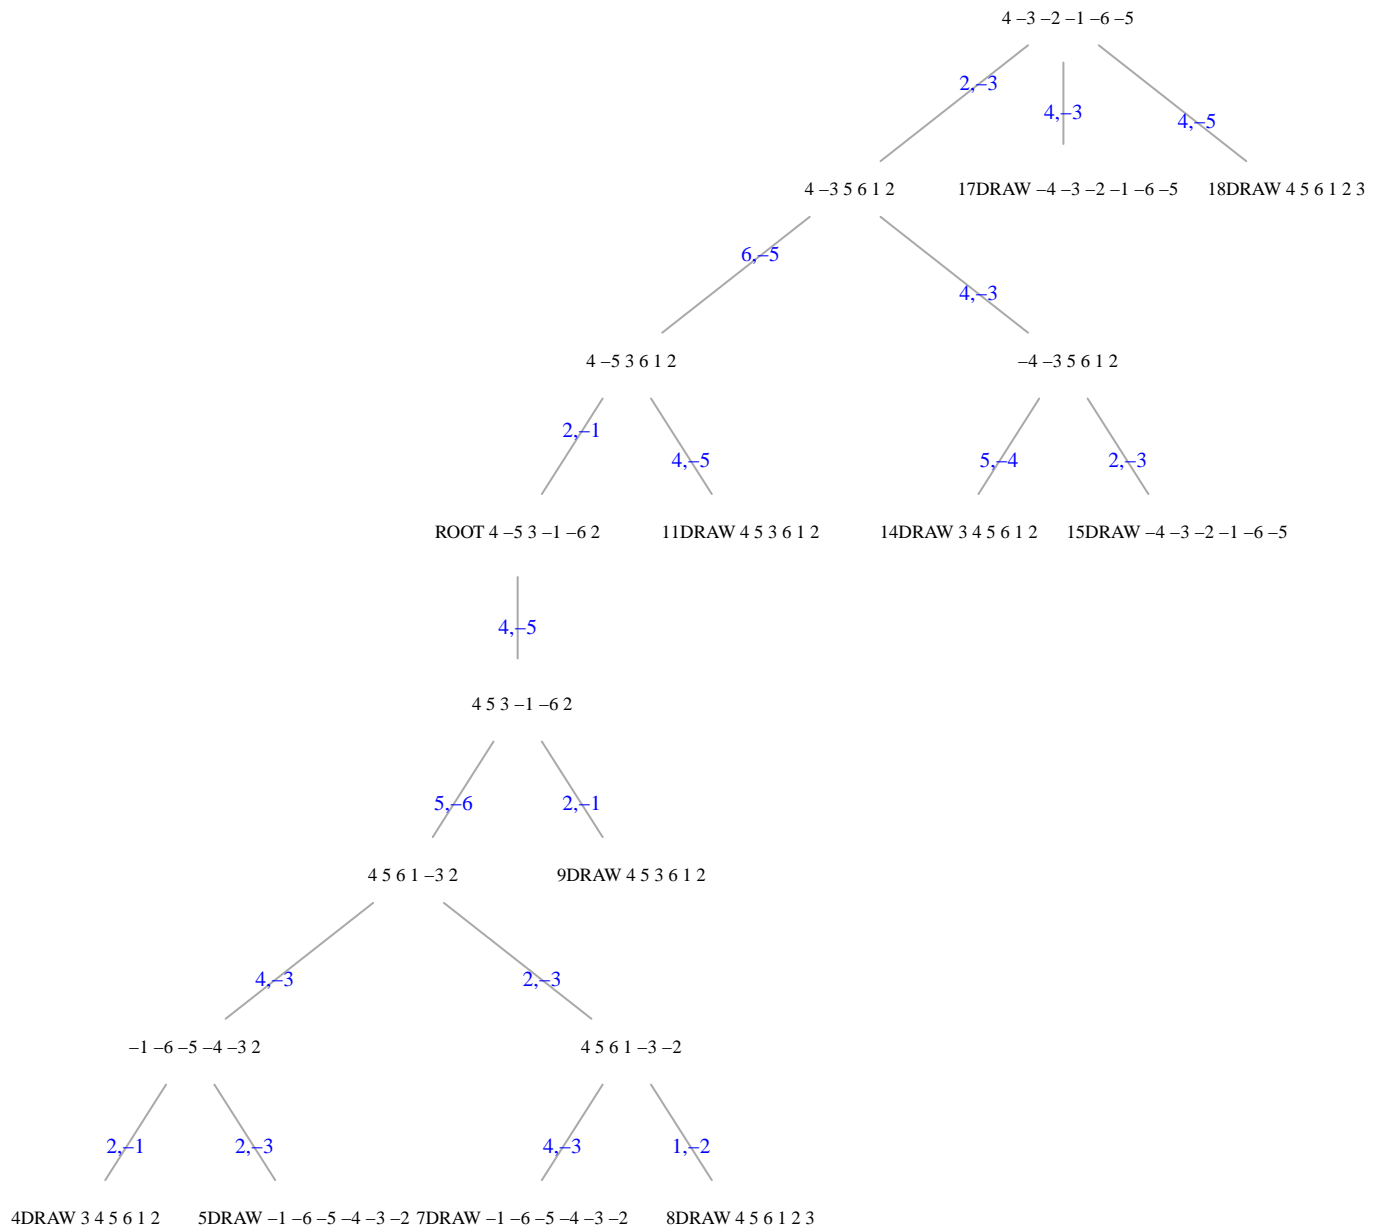 4 –3 –2 –1 –6 –5
2,–3
4,–3
4,–5
4 –3 5 6 1 2
17DRAW –4 –3 –2 –1 –6 –5
18DRAW 4 5 6 1 2 3
6,–5
4,–3
4 –5 3 6 1 2
–4 –3 5 6 1 2
2,–1
4,–5
5,–4
2,–3
ROOT 4 –5 3 –1 –6 2
11DRAW 4 5 3 6 1 2
14DRAW 3 4 5 6 1 2
15DRAW –4 –3 –2 –1 –6 –5
4,–5
4 5 3 –1 –6 2
5,–6
2,–1
4 5 6 1 –3 2
9DRAW 4 5 3 6 1 2
4,–3
2,–3
–1 –6 –5 –4 –3 2
4 5 6 1 –3 –2
2,–1
2,–3
4,–3
1,–2
4DRAW 3 4 5 6 1 2
5DRAW –1 –6 –5 –4 –3 –2
7DRAW –1 –6 –5 –4 –3 –2
8DRAW 4 5 6 1 2 3